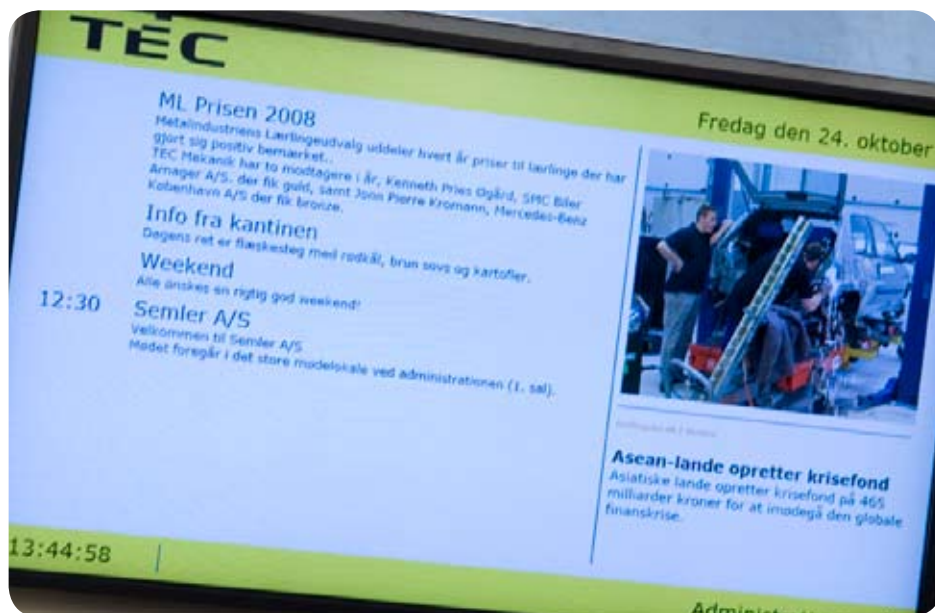 TEC
Fredag den 24. oktober
ML Prisen 2008
Metalindustriens Lærlingeudvalg uddeler hvert år priser til lærlinge der har
gjort sig positiv bemærket..
TEC Mekanik har to modtagere i år, Kenneth Pries Ogård, SMC Biler
Amager A/S. der fik guld, samt Jonn Pierre Kromann, Mercedes-Benz
København A/S der fik bronze.
Info fra kantinen
Dagens ret er flæskesteg med rødkål, brun sovs og kartofler.
Weekend
Alle ønskes en rigtig god weekend!
12:30
Semler A/S
Velkommen til Semler A/S
Mødet foregår i det store mødelokale ved administrationen (1. sal).
Asean-lande opretter krisefond
Asiatiske lande opretter krisefond på 465
milliarder kroner for at imødegå den globale
finanskrise.
13:44:58